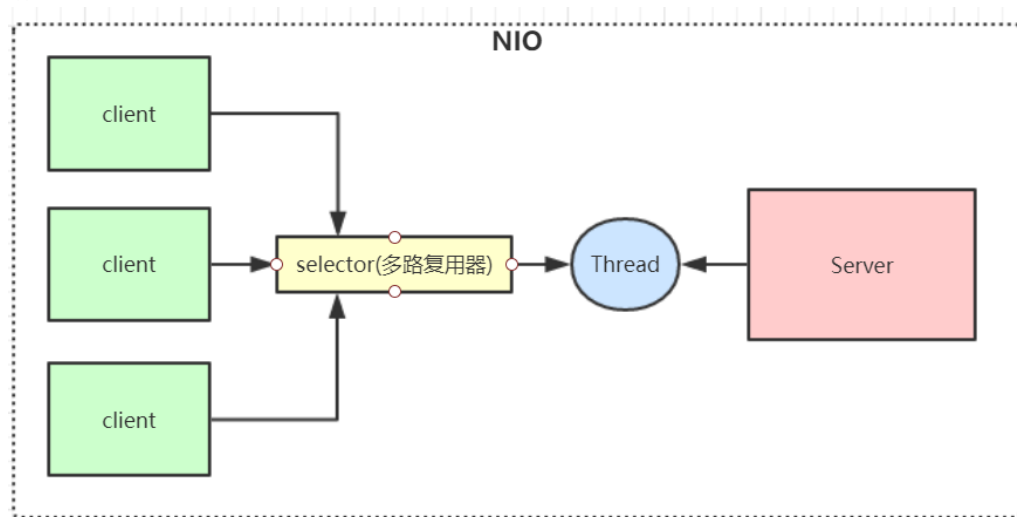 NIO
client
client
selector(多路复用器)
Thread
Server
client